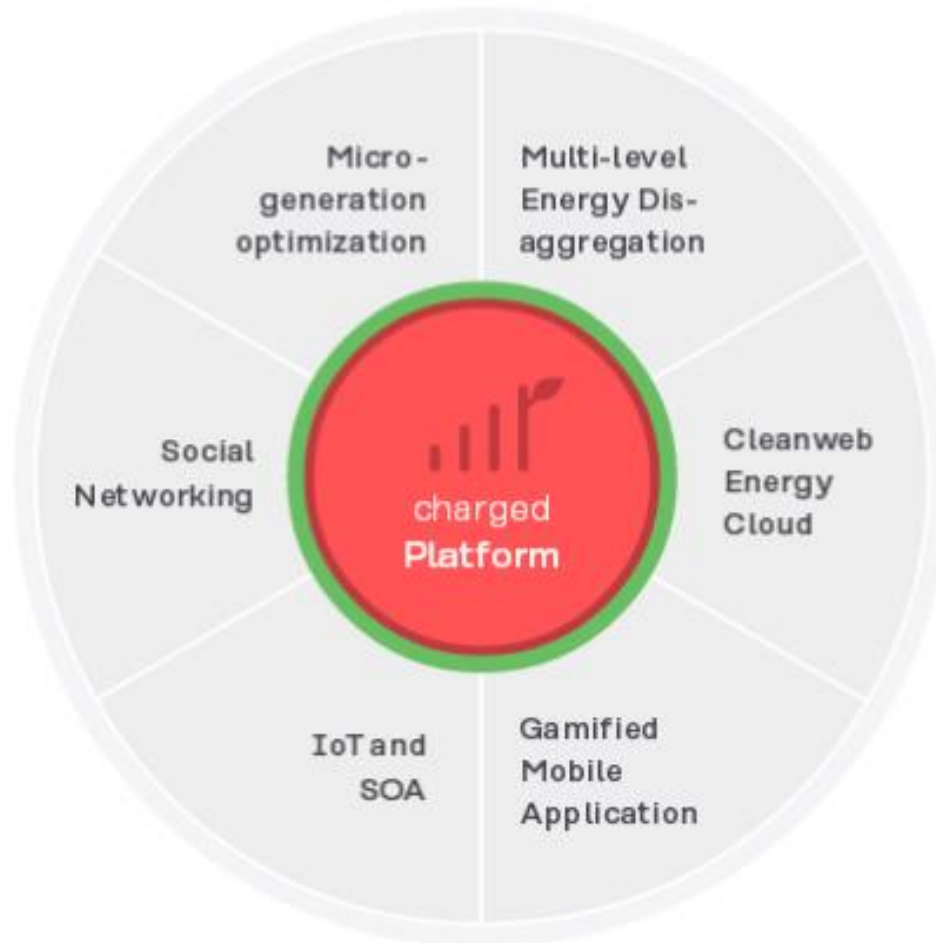 Micro-
generation
optimization
Multi-level
Energy Dis-
aggregation
Cleanweb
Energy
Cloud
Gamified
Mobile
Application
IoT and
SOA
Social
Networking
charged
Platform